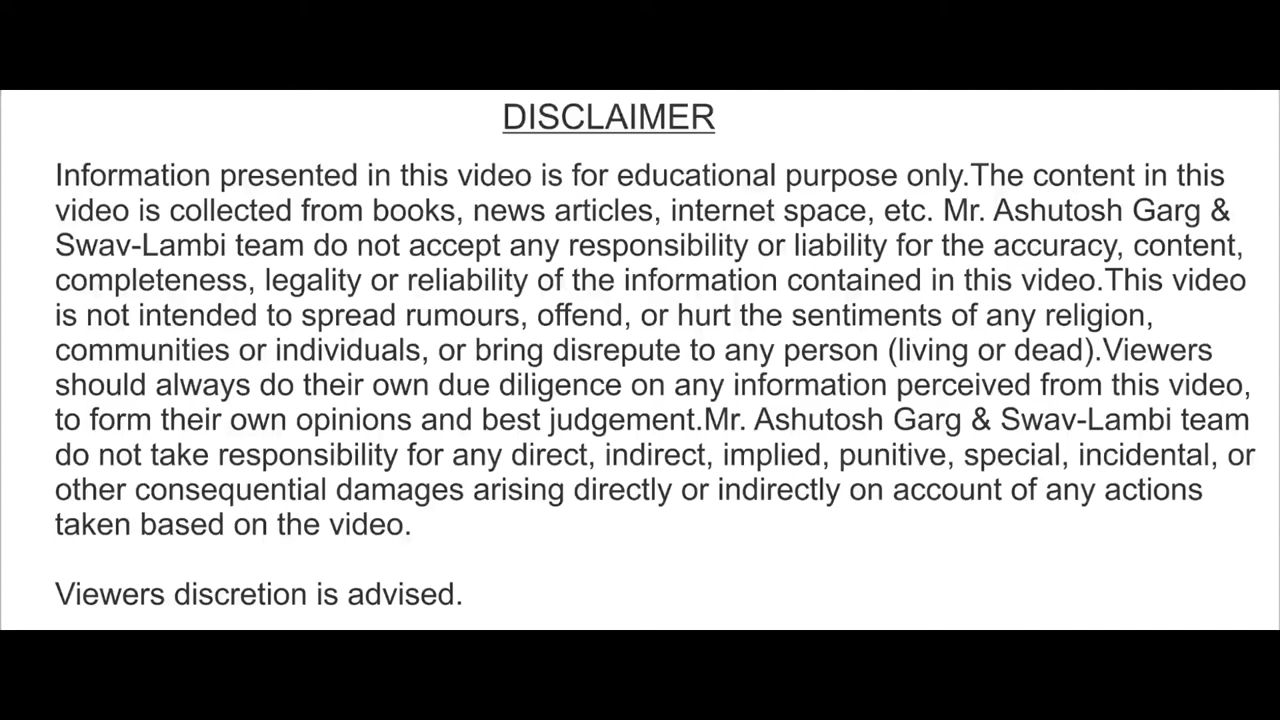 DISCLAIMER
Information presented in this video is for educational purpose only.The content in this
video is collected from books, news articles, internet space, etc. Mr. Ashutosh Garg &
Swav-Lambi team do not accept any responsibility or liability for the accuracy, content,
completeness, legality or reliability of the information contained in this video.This video
is not intended to spread rumours, offend, or hurt the sentiments of any religion,
communities or individuals, or bring disrepute to any person (living or dead).Viewers
should always do their own due diligence on any information perceived from this video,
to form their own opinions and best judgement.Mr. Ashutosh Garg & Swav-Lambi team
do not take responsibility for any direct, indirect, implied, punitive, special, incidental, or
other consequential damages arising directly or indirectly on account of any actions
taken based on the video.
Viewers discretion is advised.